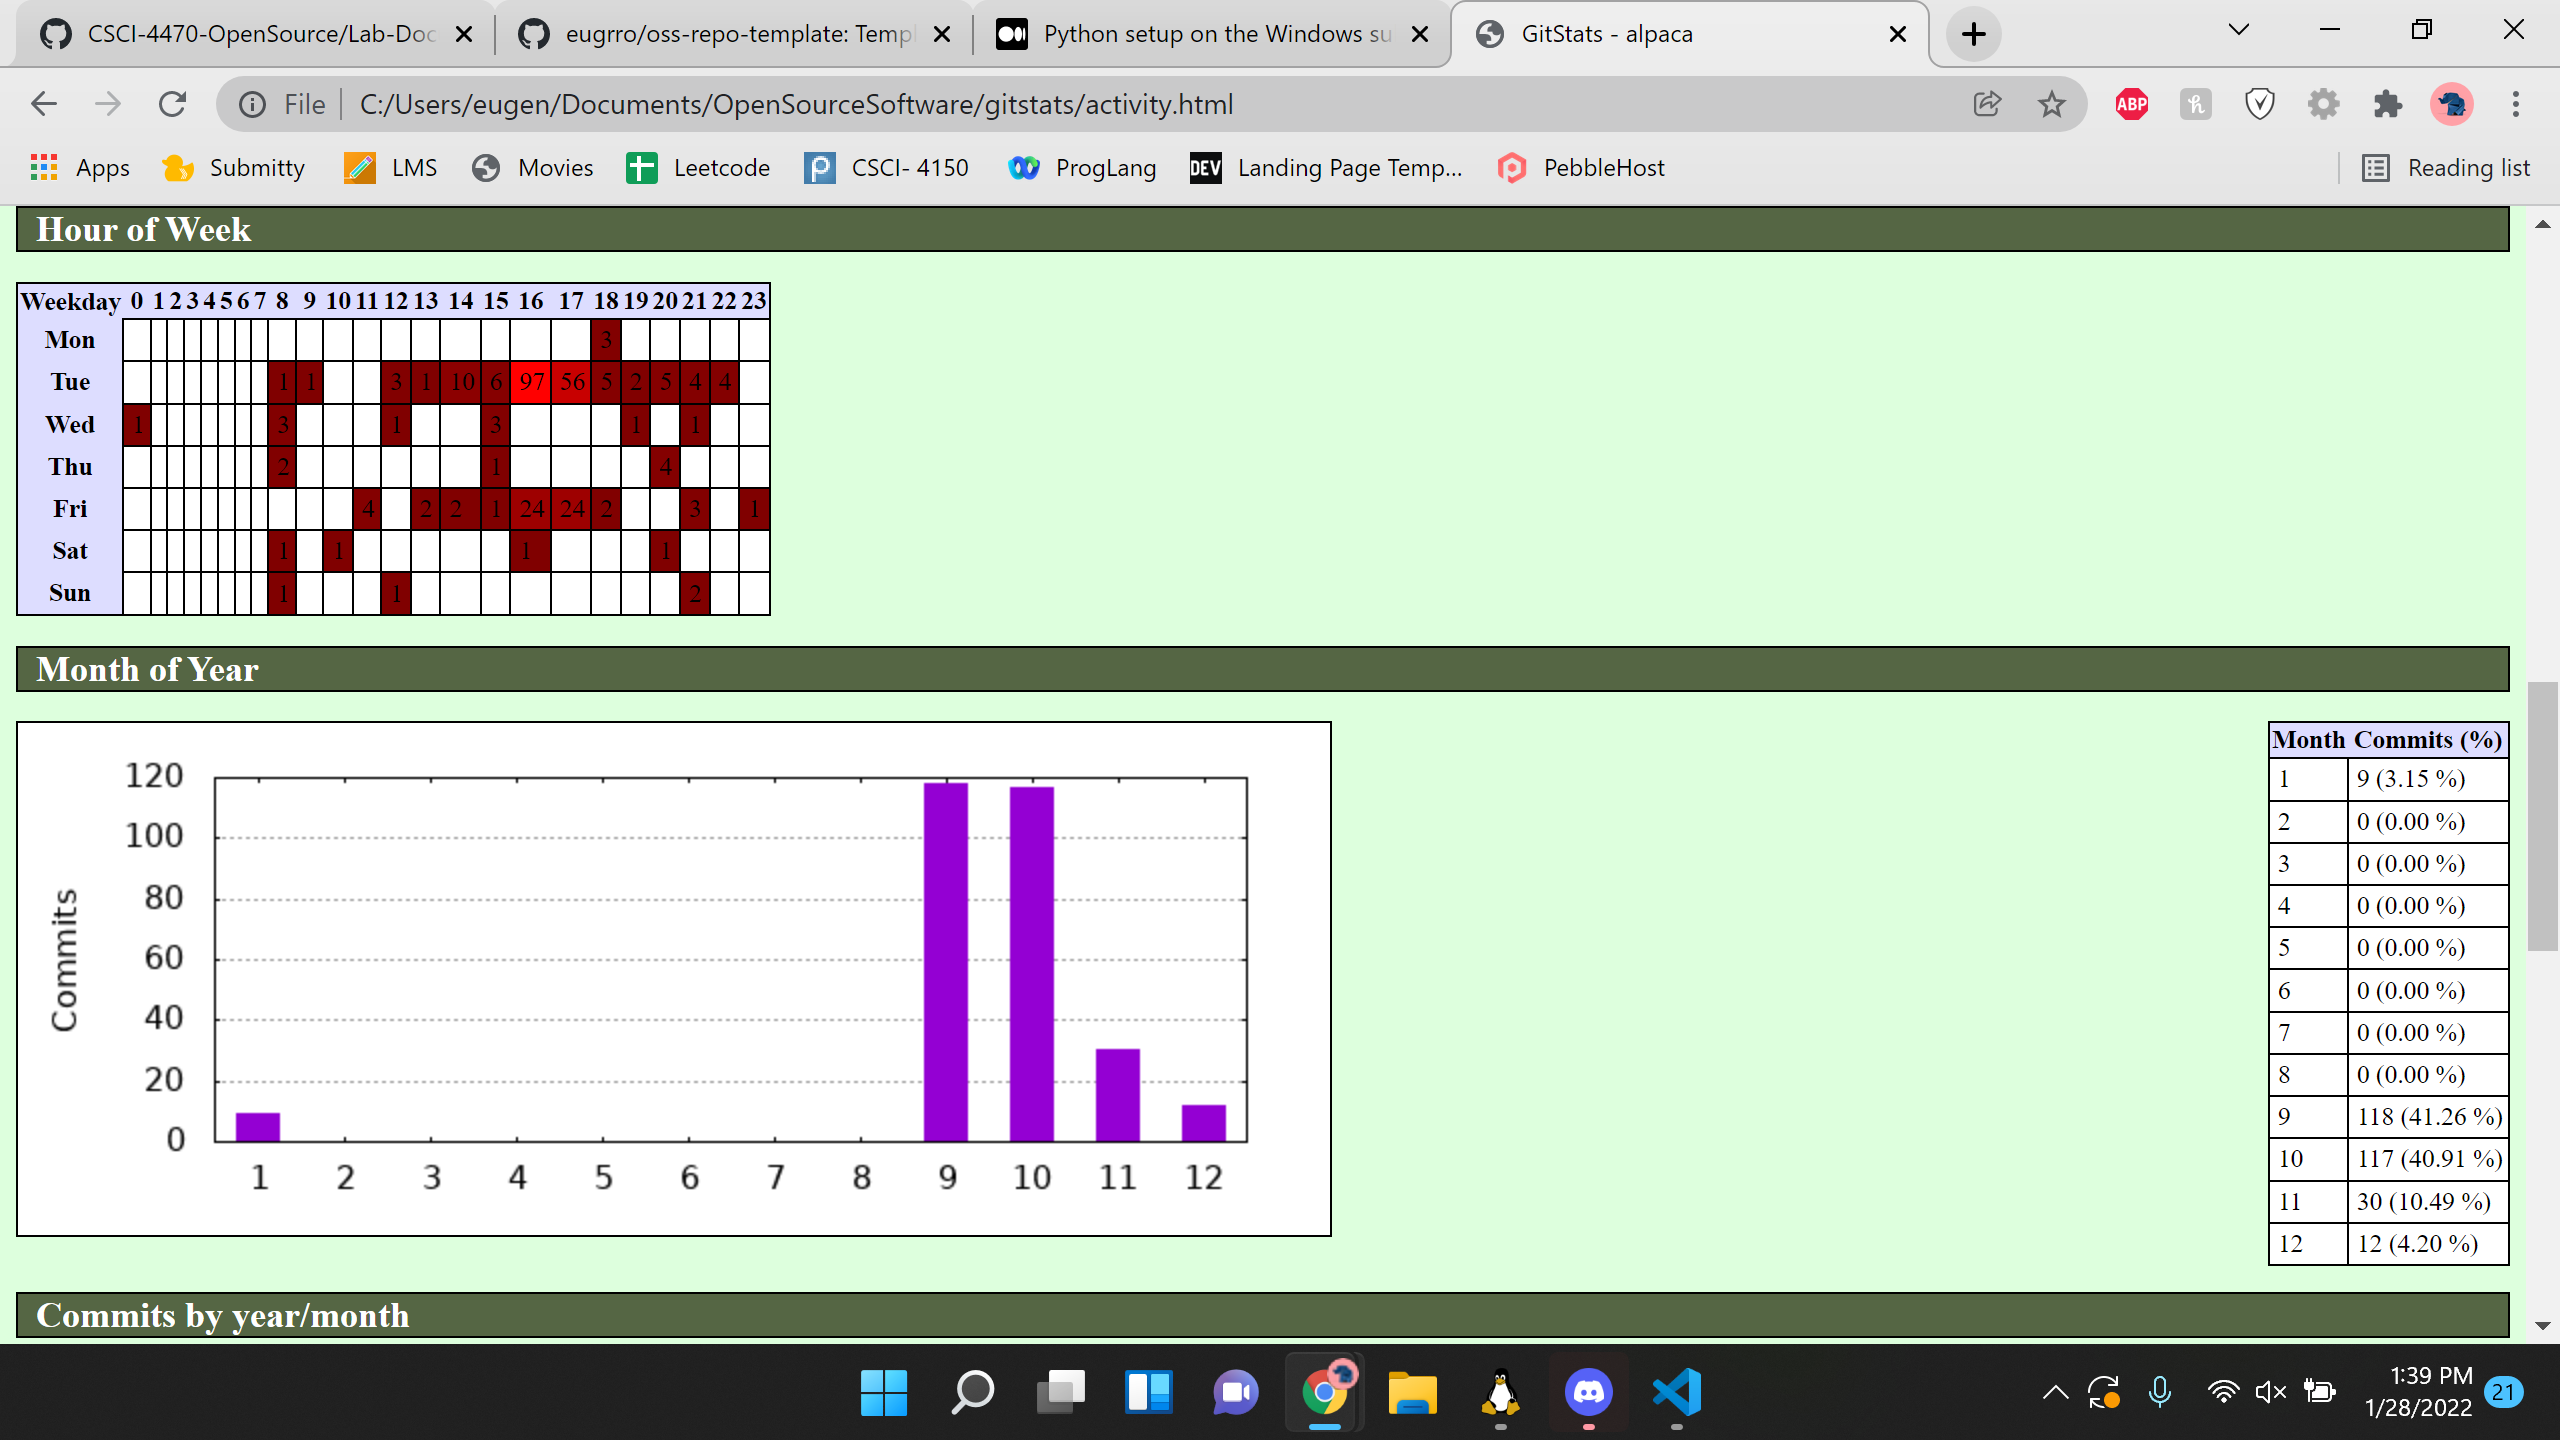 CSCI-4470-OpenSource/Lab-Doc
eugrro/oss-repo-template: Templ
Python setup on the Windows su
GitStats - alpaca
File
C:/Users/eugen/Documents/OpenSourceSoftware/gitstats/activity.html
ABP
h
Apps
Submitty
LMS
Movies
Leetcode
CSCI- 4150
ProgLang
DEV
Landing Page Temp...
PebbleHost
Reading list
Hour of Week
Weekday 0 1 2 3 4 5 6 7 8 9 10 11 12 13 14 15 16 17 18 19 20 21 22 23
Mon 3
Tue 1 1 3 1 10 6 97 56 5 2 5 4 4
Wed 1 3 1 3 1 1
Thu 2 1 4
Fri 4 2 2 1 24 24 2 3 1
Sat 1 1 1 1
Sun 1 1 2
Month of Year
Commits
120
100
80
60
40
20
0
1 2 3 4 5 6 7 8 9 10 11 12
Month Commits (%)
1 9 (3.15 %)
2 0 (0.00 %)
3 0 (0.00 %)
4 0 (0.00 %)
5 0 (0.00 %)
6 0 (0.00 %)
7 0 (0.00 %)
8 0 (0.00 %)
9 118 (41.26 %)
10 117 (40.91 %)
11 30 (10.49 %)
12 12 (4.20 %)
Commits by year/month
1:39 PM
1/28/2022
21